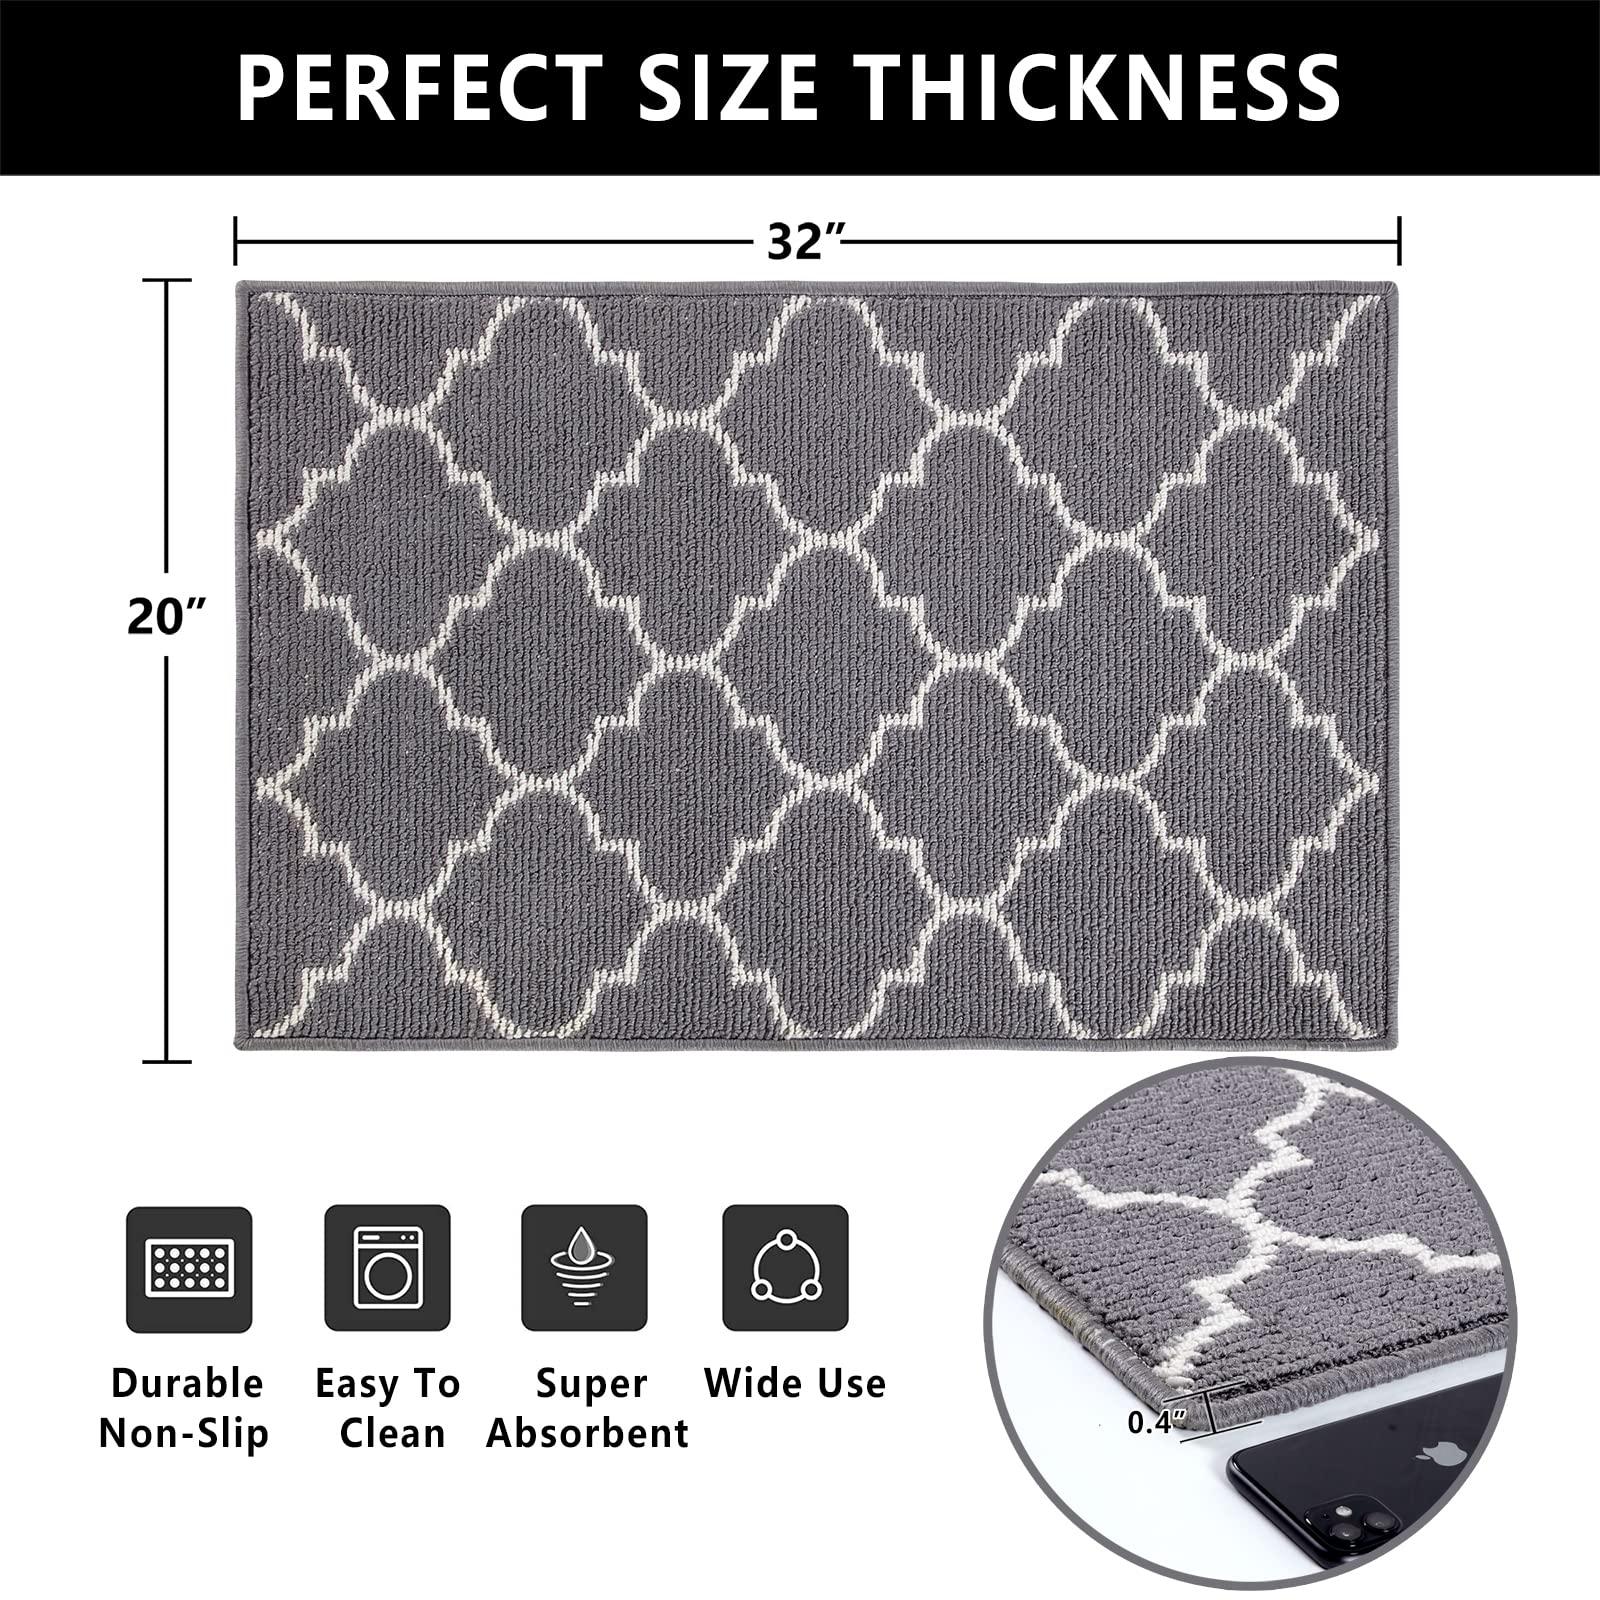 PERFECT SIZE THICKNESS
32”
20”
Durable
Non-Slip
Easy To
Clean
Super
Absorbent
Wide Use
0.4”